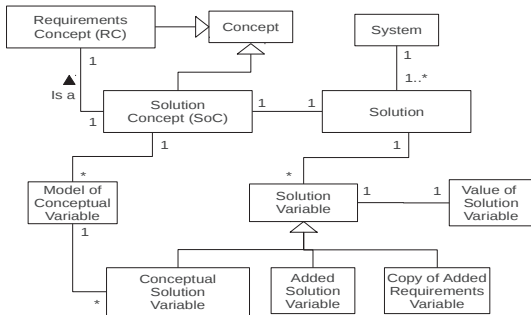 Requirements
Concept (RC)
Concept
System
1
1
Is a
1..*
1
Solution
Concept (SoC)
1
1
Solution
1
1
*
*
Model of
Conceptual
Variable
Solution
Variable
1
1
Value of
Solution
Variable
1
*
Conceptual
Solution
Variable
Added
Solution
Variable
Copy of Added
Requirements
Variable